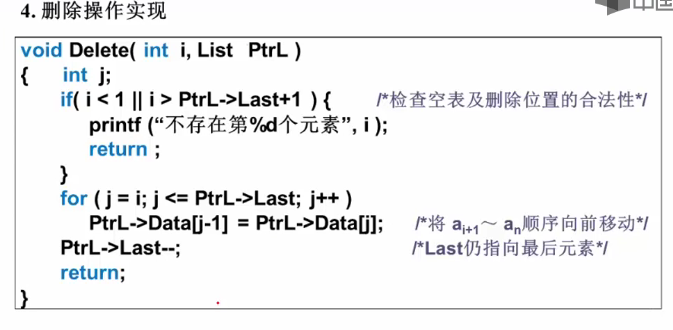 4. 删除操作实现
void Delete( int i, List PtrL )
{ int j;
if( i < 1 || i > PtrL->Last+1 ) { /*检查空表及删除位置的合法性*/
printf (“不存在第%d个元素”, i );
return ;
}
for ( j = i; j <= PtrL->Last; j++ )
PtrL->Data[j-1] = PtrL->Data[j]; /*将 aᵢ₊₁～ aₙ顺序向前移动*/
PtrL->Last--; /*Last仍指向最后元素*/
return;
}